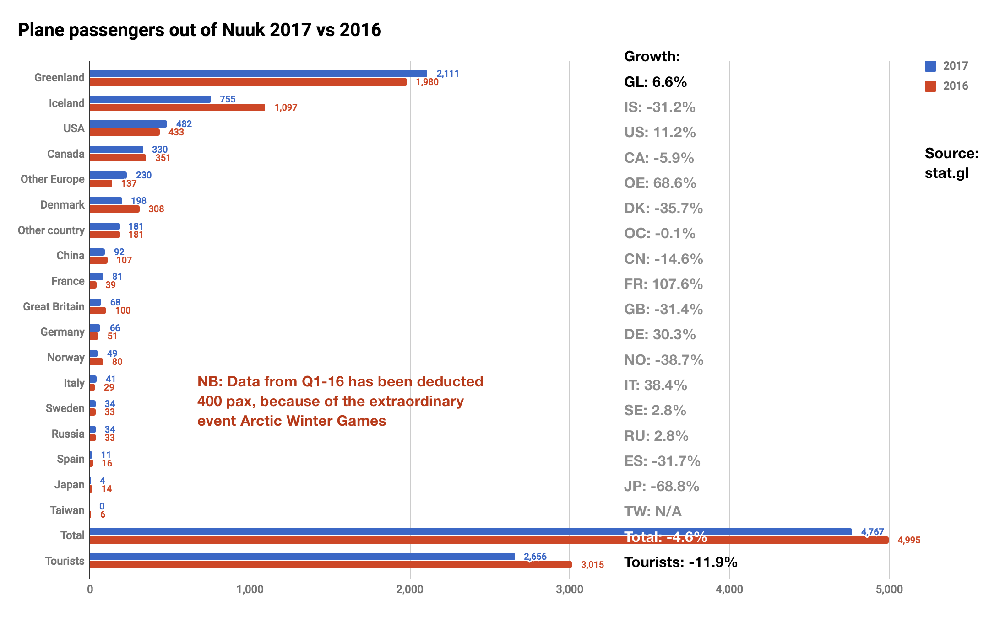 Plane passengers out of Nuuk 2017 vs 2016
Growth:
2017
2016
Source:
stat.gl
Greenland 2,111 1,980 GL: 6.6%
Iceland 755 1,097 IS: -31.2%
USA 482 433 US: 11.2%
Canada 330 351 CA: -5.9%
Other Europe 230 137 OE: 68.6%
Denmark 198 308 DK: -35.7%
Other country 181 181 OC: -0.1%
China 92 107 CN: -14.6%
France 81 39 FR: 107.6%
Great Britain 68 100 GB: -31.4%
Germany 66 51 DE: 30.3%
Norway 49 80 NO: -38.7%
Italy 41 29 IT: 38.4%
Sweden 34 33 SE: 2.8%
Russia 34 33 RU: 2.8%
Spain 11 16 ES: -31.7%
Japan 4 14 JP: -68.8%
Taiwan 0 6 TW: N/A
Total 4,767 4,995 Total: -4.6%
Tourists 2,656 3,015 Tourists: -11.9%
NB: Data from Q1-16 has been deducted
400 pax, because of the extraordinary
event Arctic Winter Games
0 1,000 2,000 3,000 4,000 5,000